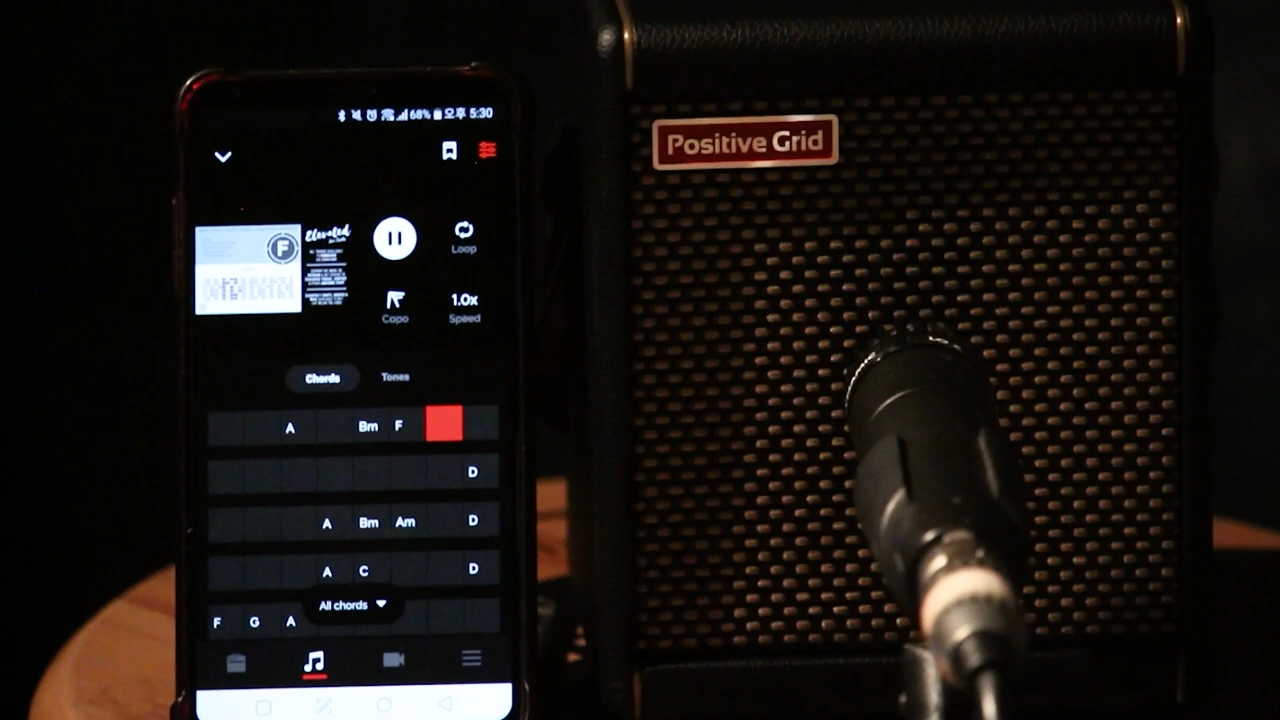 68% 오후 5:30
Positive Grid
F
Elevated
Loop
1.0x
Capo
Speed
Chords
Tones
A Bm F
D
A Bm Am D
A C D
All chords
F G A